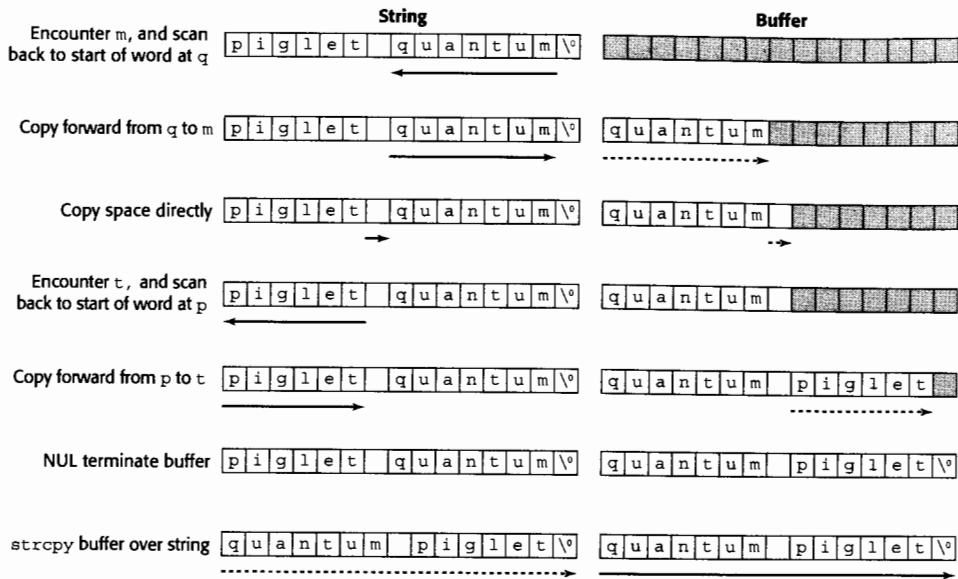 String Buffer
Encounter m, and scan
back to start of word at q
p i g l e t q u a n t u m \0
Copy forward from q to m
p i g l e t q u a n t u m \0 q u a n t u m
Copy space directly
p i g l e t q u a n t u m \0 q u a n t u m
Encounter t, and scan
back to start of word at p
p i g l e t q u a n t u m \0 q u a n t u m
Copy forward from p to t
p i g l e t q u a n t u m \0 q u a n t u m p i g l e t
NUL terminate buffer
p i g l e t q u a n t u m \0 q u a n t u m p i g l e t \0
strcpy buffer over string
q u a n t u m p i g l e t \0 q u a n t u m p i g l e t \0